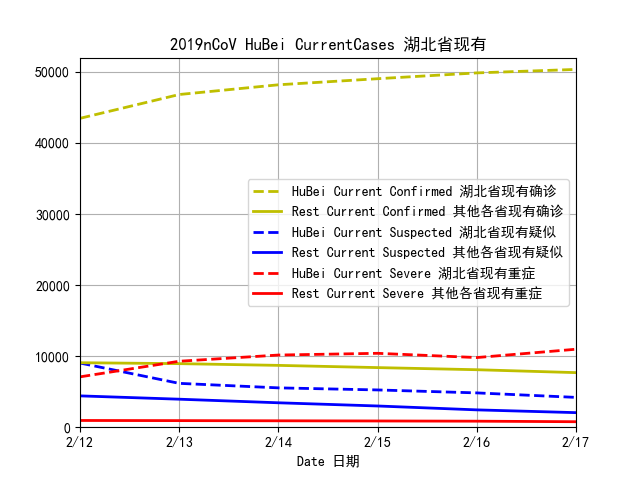 2019nCoV HuBei CurrentCases 湖北省现有
50000
40000
30000
20000
10000
0
HuBei Current Confirmed 湖北省现有确诊
Rest Current Confirmed 其他各省现有确诊
HuBei Current Suspected 湖北省现有疑似
Rest Current Suspected 其他各省现有疑似
HuBei Current Severe 湖北省现有重症
Rest Current Severe 其他各省现有重症
2/12 2/13 2/14 2/15 2/16 2/17
Date 日期